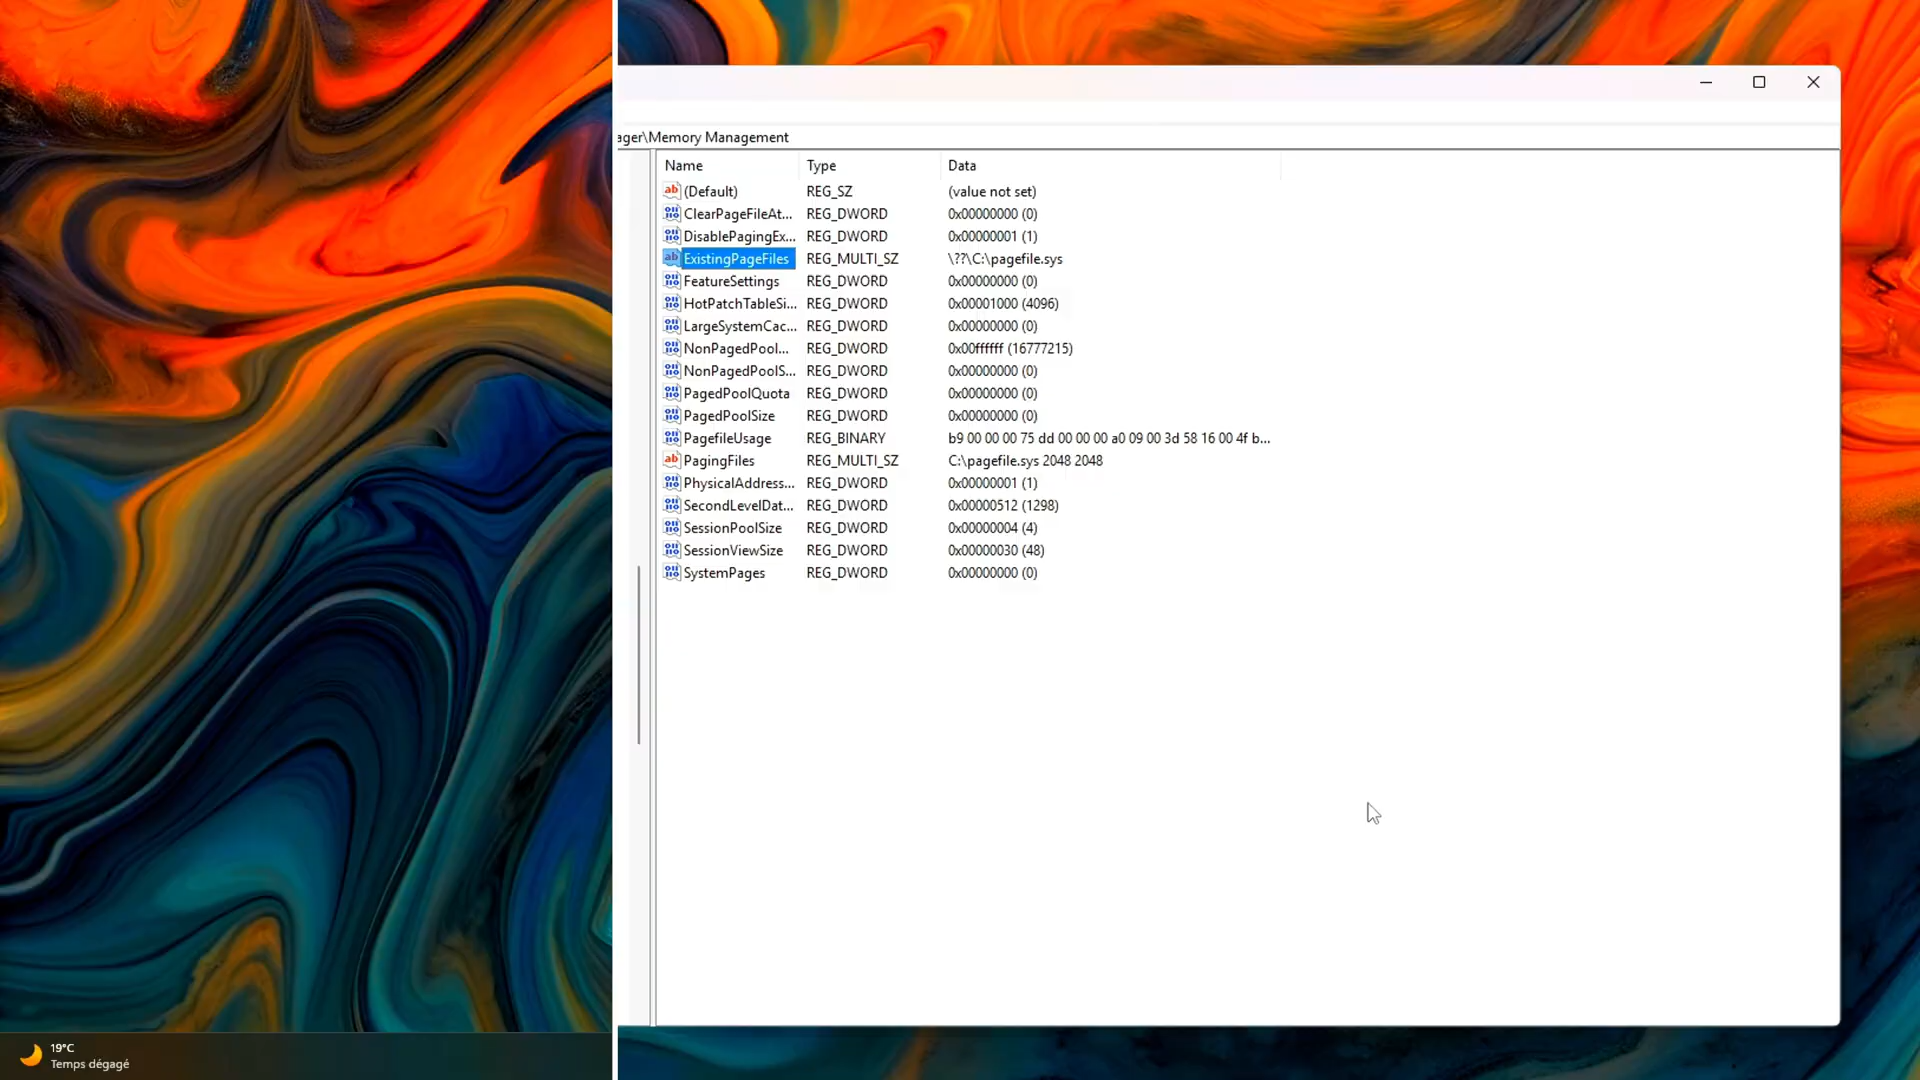 ager\Memory Management
Name Type Data
(Default) REG_SZ (value not set)
ClearPageFileAt... REG_DWORD 0x00000000 (0)
DisablePagingEx... REG_DWORD 0x00000001 (1)
ExistingPageFiles REG_MULTI_SZ \??\C:\pagefile.sys
FeatureSettings REG_DWORD 0x00000000 (0)
HotPatchTableSi... REG_DWORD 0x00001000 (4096)
LargeSystemCac... REG_DWORD 0x00000000 (0)
NonPagedPool... REG_DWORD 0x00ffffff (16777215)
NonPagedPoolS... REG_DWORD 0x00000000 (0)
PagedPoolQuota REG_DWORD 0x00000000 (0)
PagedPoolSize REG_DWORD 0x00000000 (0)
PagefileUsage REG_BINARY b9 00 00 00 75 dd 00 00 00 a0 09 00 3d 58 16 00 4f b...
PagingFiles REG_MULTI_SZ C:\pagefile.sys 2048 2048
PhysicalAddress... REG_DWORD 0x00000001 (1)
SecondLevelDat... REG_DWORD 0x00000512 (1298)
SessionPoolSize REG_DWORD 0x00000004 (4)
SessionViewSize REG_DWORD 0x00000030 (48)
SystemPages REG_DWORD 0x00000000 (0)
19°C
Temps dégagé